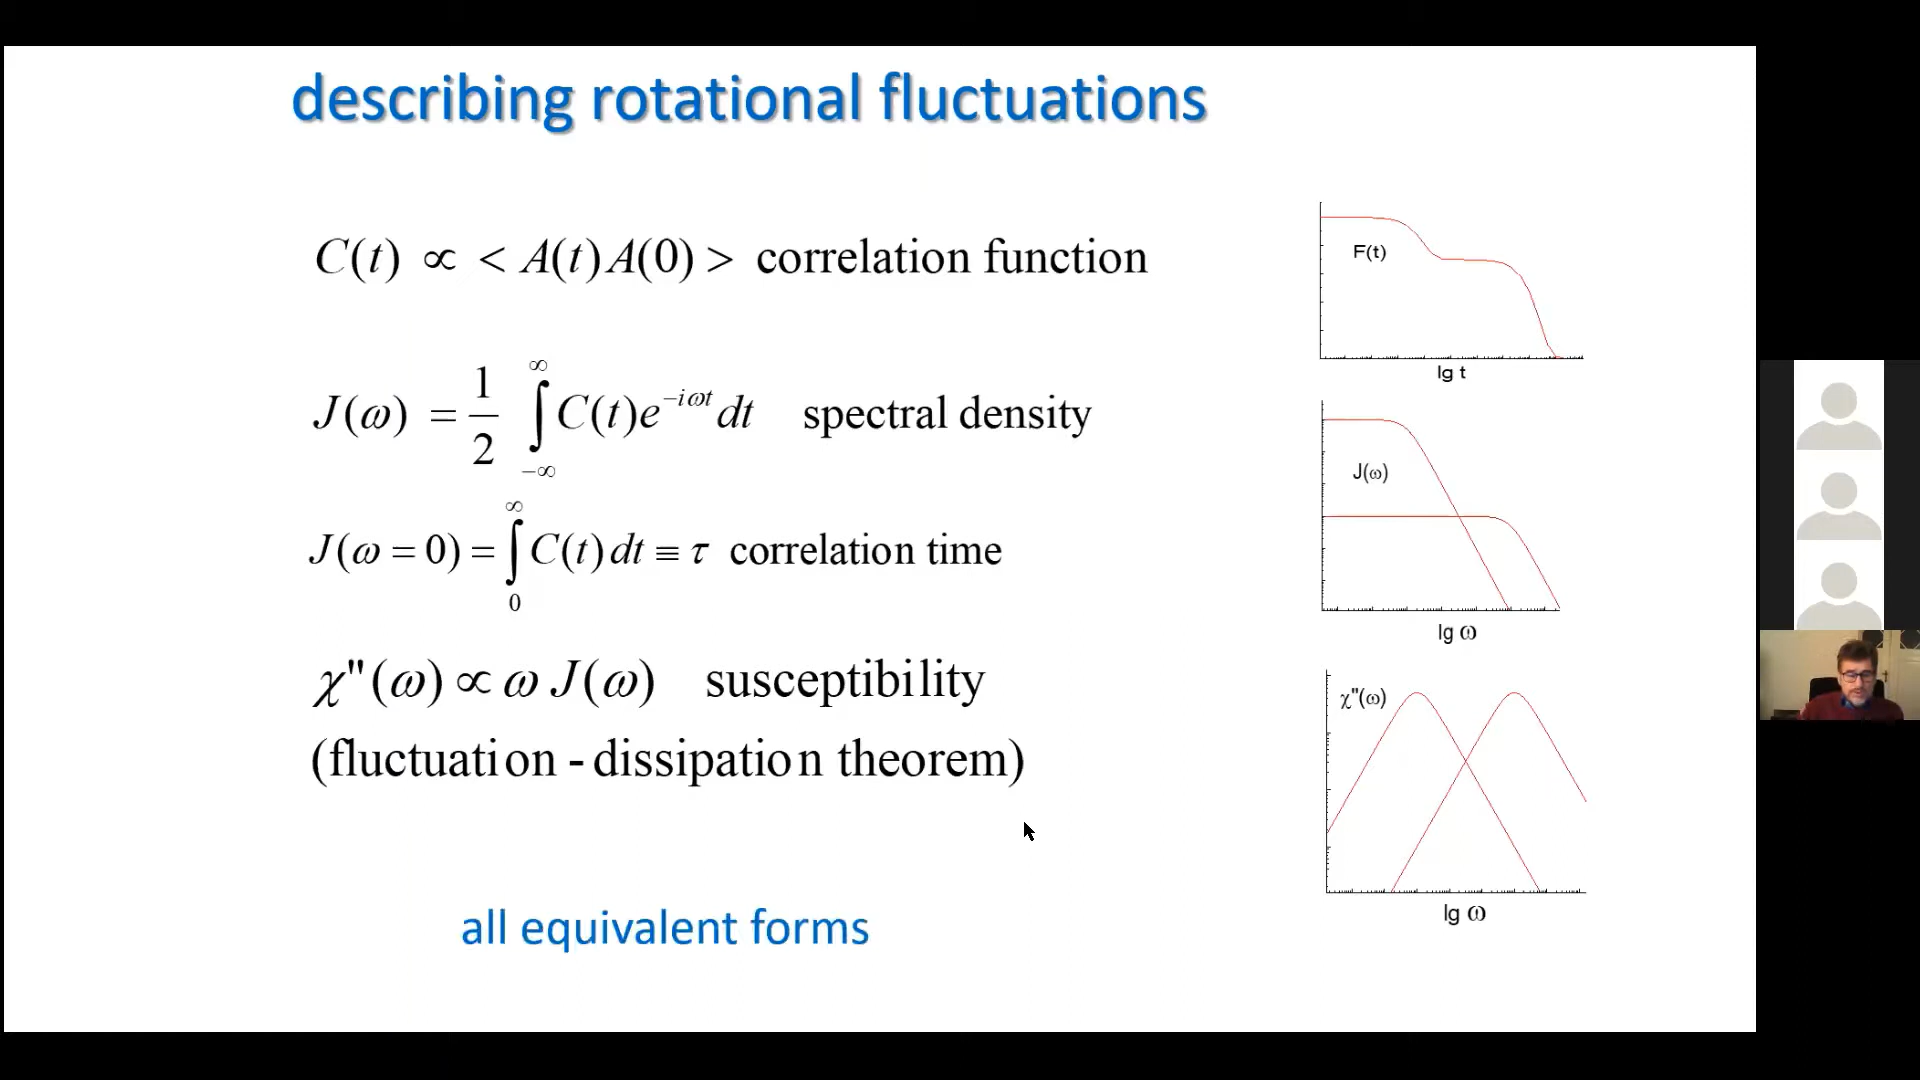 describing rotational fluctuations
C(t) ∝ < A(t) A(0) > correlation function
J(ω) = 1/2 ∫_{-∞}^{∞} C(t)e^{-iωt} dt spectral density
J(ω = 0) = ∫_0^∞ C(t) dt ≡ τ correlation time
χ"(ω) ∝ ω J(ω) susceptibility
(fluctuation - dissipation theorem)
all equivalent forms
F(t)
lg t
J(ω)
lg ω
χ"(ω)
lg ω